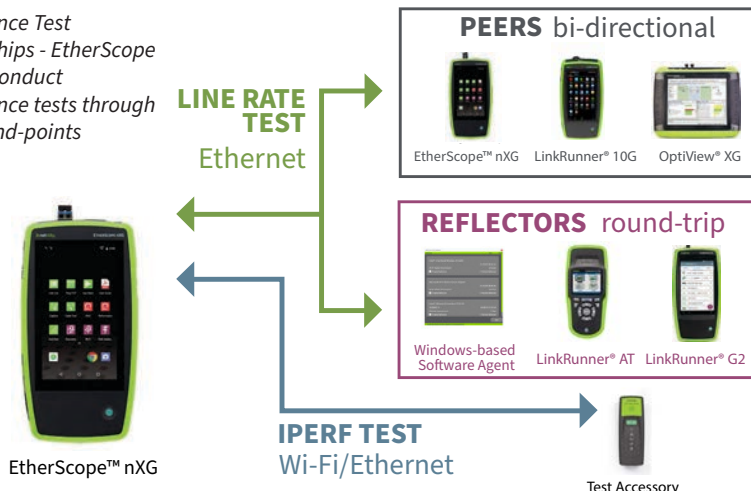 nce Test
hips - EtherScope
onduct
nce tests through
nd-points
LINE RATE
TEST
Ethernet
PEERS bi-directional
EtherScope™ nXG LinkRunner® 10G OptiView® XG
REFLECTORS round-trip
Windows-based
Software Agent
LinkRunner® AT LinkRunner® G2
IPERF TEST
Wi-Fi/Ethernet
EtherScope™ nXG
Test Accessory